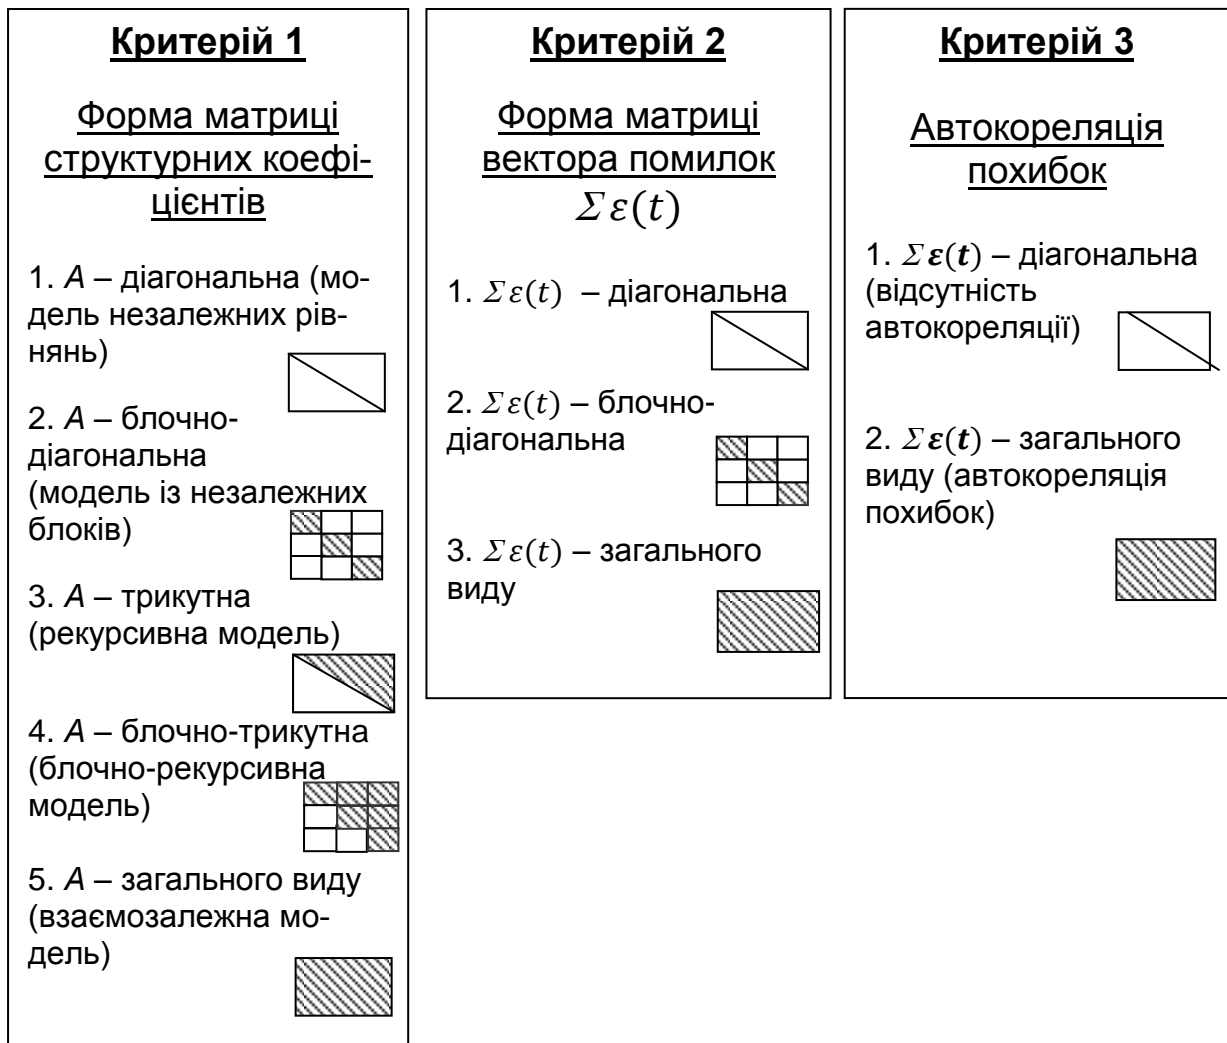 Критерій 1
Форма матриці
структурних коефі-
цієнтів
1. A – діагональна (мо-
дель незалежних рів-
нянь)
2. A – блочно-
діагональна
(модель із незалежних
блоків)
3. A – трикутна
(рекурсивна модель)
4. A – блочно-трикутна
(блочно-рекурсивна
модель)
5. A – загального виду
(взаємозалежна мо-
дель)
Критерій 2
Форма матриці
вектора помилок
Σε(t)
1. Σε(t) – діагональна
2. Σε(t) – блочно-
діагональна
3. Σε(t) – загального
виду
Критерій 3
Автокореляція
похибок
1. Σε(t) – діагональна
(відсутність
автокореляції)
2. Σε(t) – загального
виду (автокореляція
похибок)